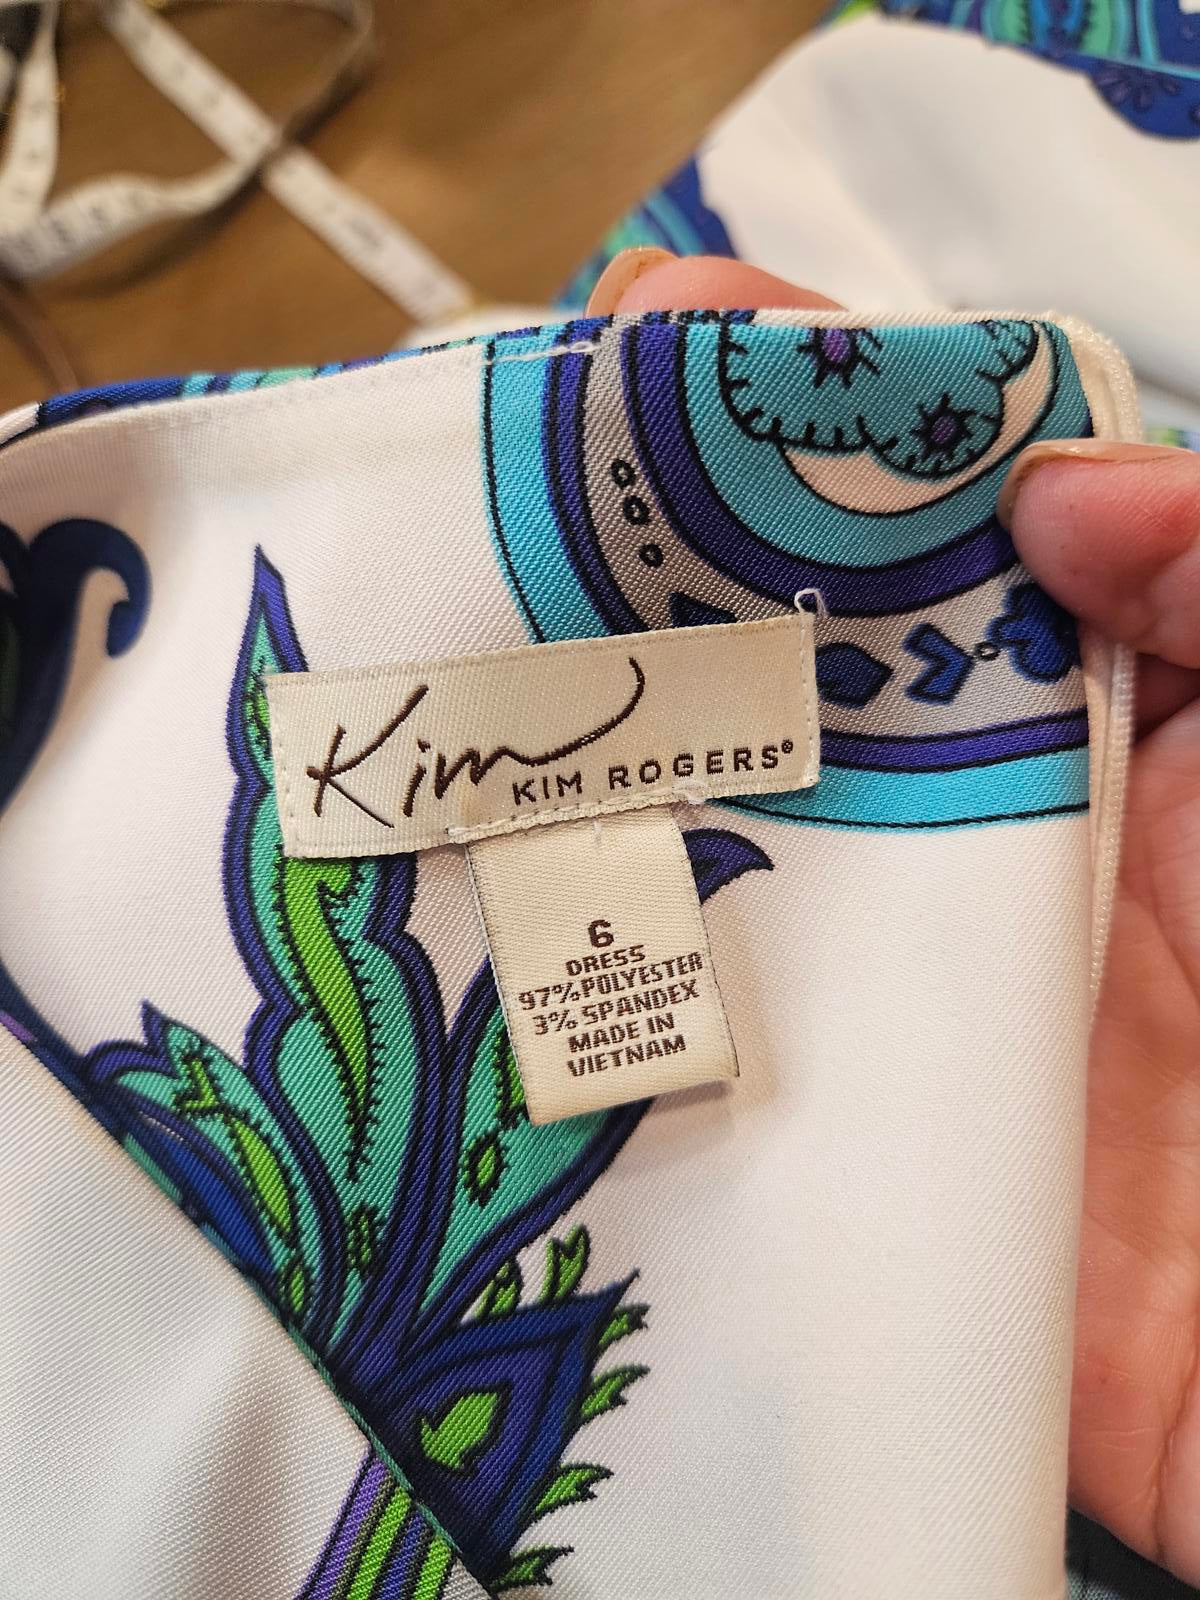 Kim
KIM ROGERS®
6
DRESS
97% POLYESTER
3% SPANDEX
MADE IN
VIETNAM